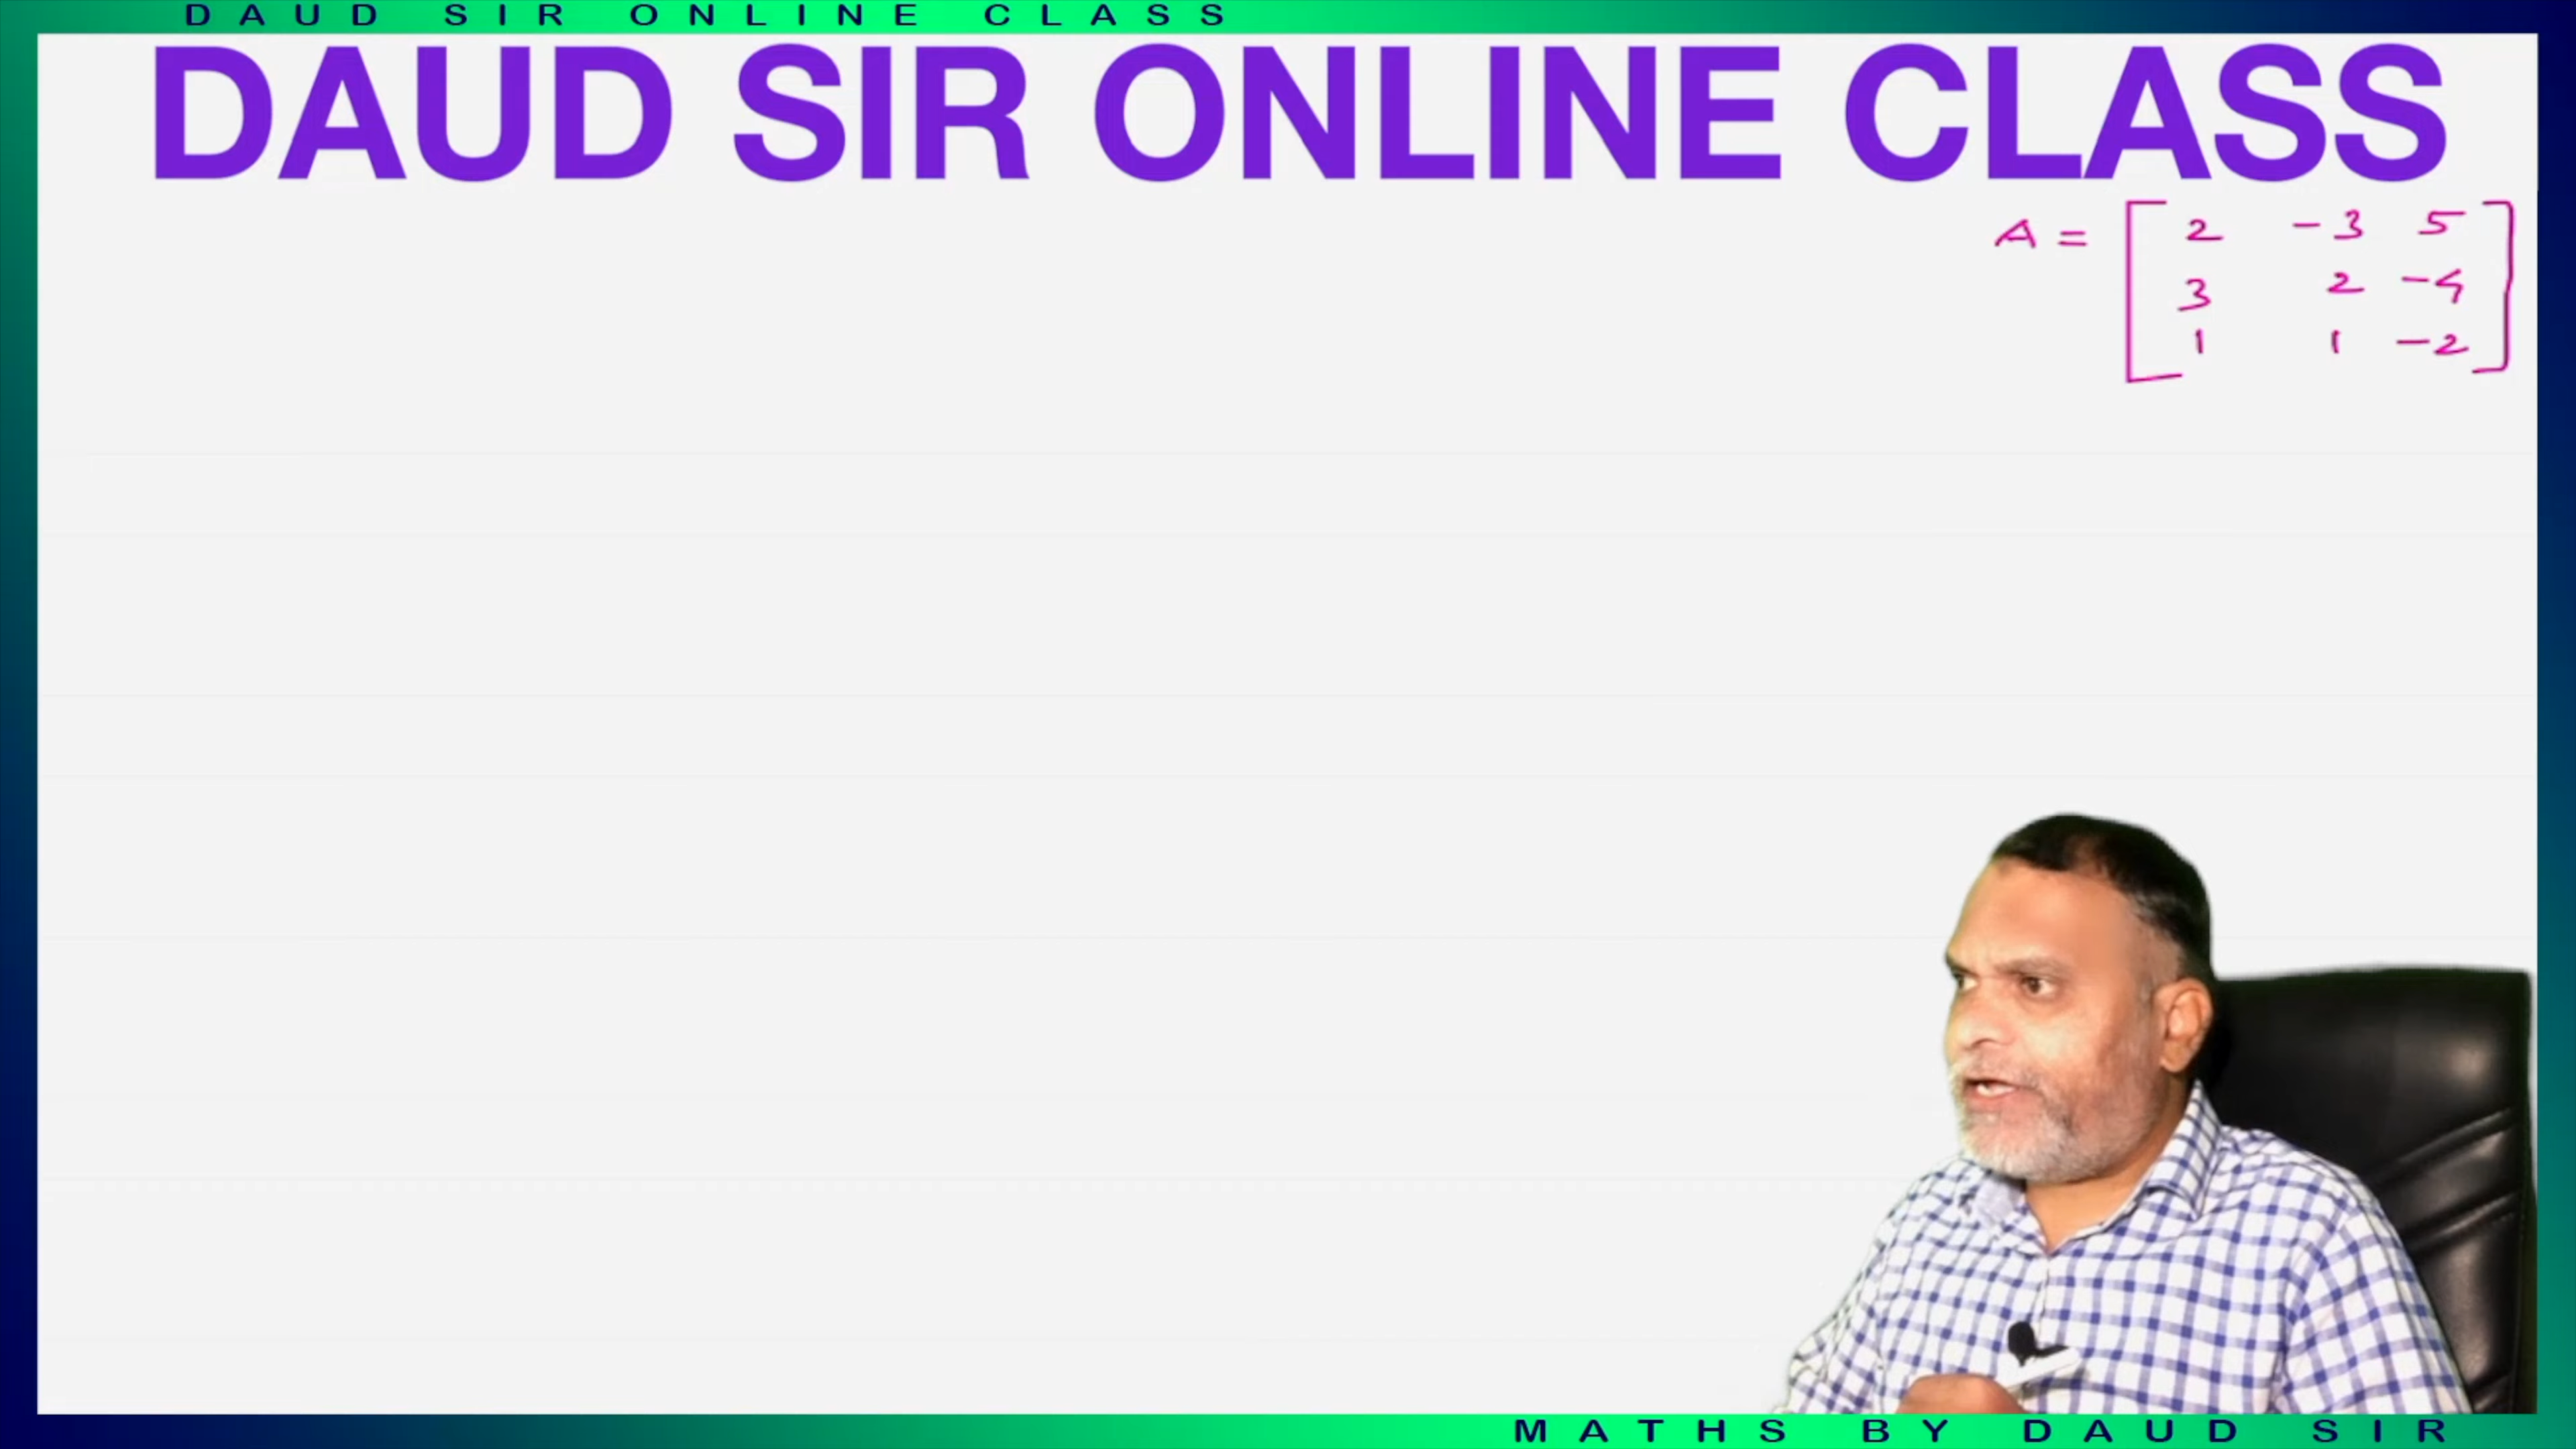 DAUD SIR ONLINE CLASS
DAUD SIR ONLINE CLASS
A = [ 2 -3 5
3 2 -4
1 1 -2 ]
MATHS BY DAUD SIR